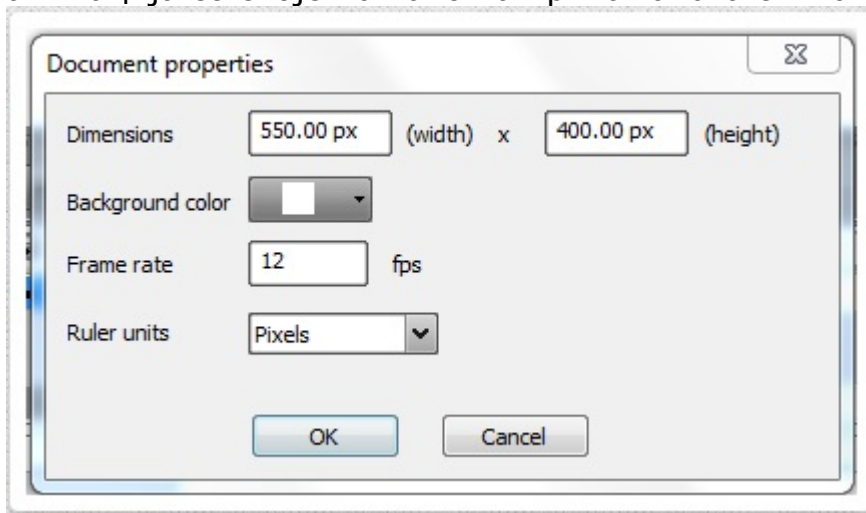 Document properties
Dimensions 550.00 px (width) x 400.00 px (height)
Background color
Frame rate 12 fps
Ruler units Pixels
OK Cancel